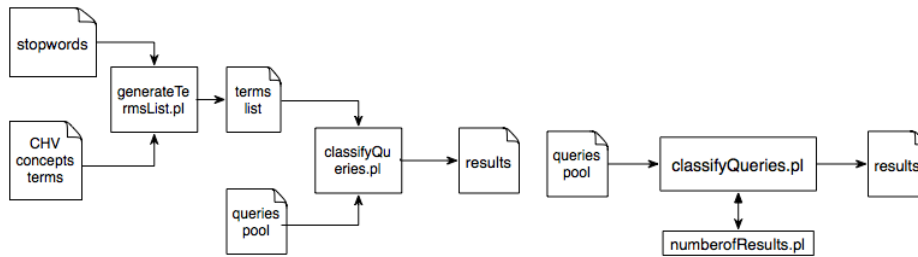 stopwords
generateTe
rmsList.pl
terms
list
CHV
concepts
terms
classifyQu
eries.pl
results
queries
pool
queries
pool
classifyQueries.pl
results
numberofResults.pl